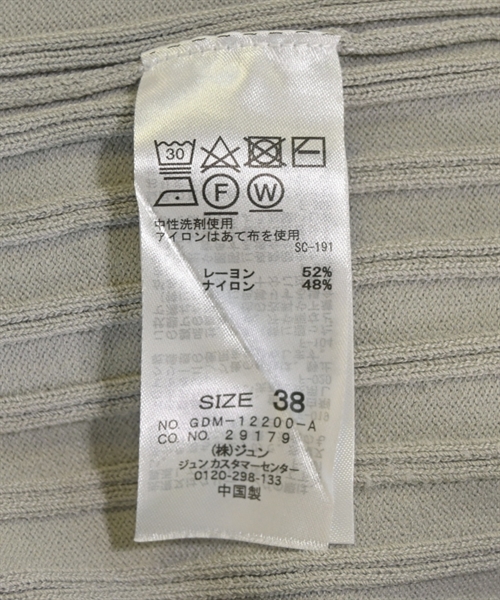 30
F W
中性洗剤使用
アイロンはあて布を使用
SC-191
レーヨン 52%
ナイロン 48%
SIZE 38
NO. GDM-12200-A
CO. NO. 29179
(株)ジュン
ジュンカスタマーセンター
0120-298-133
中国製